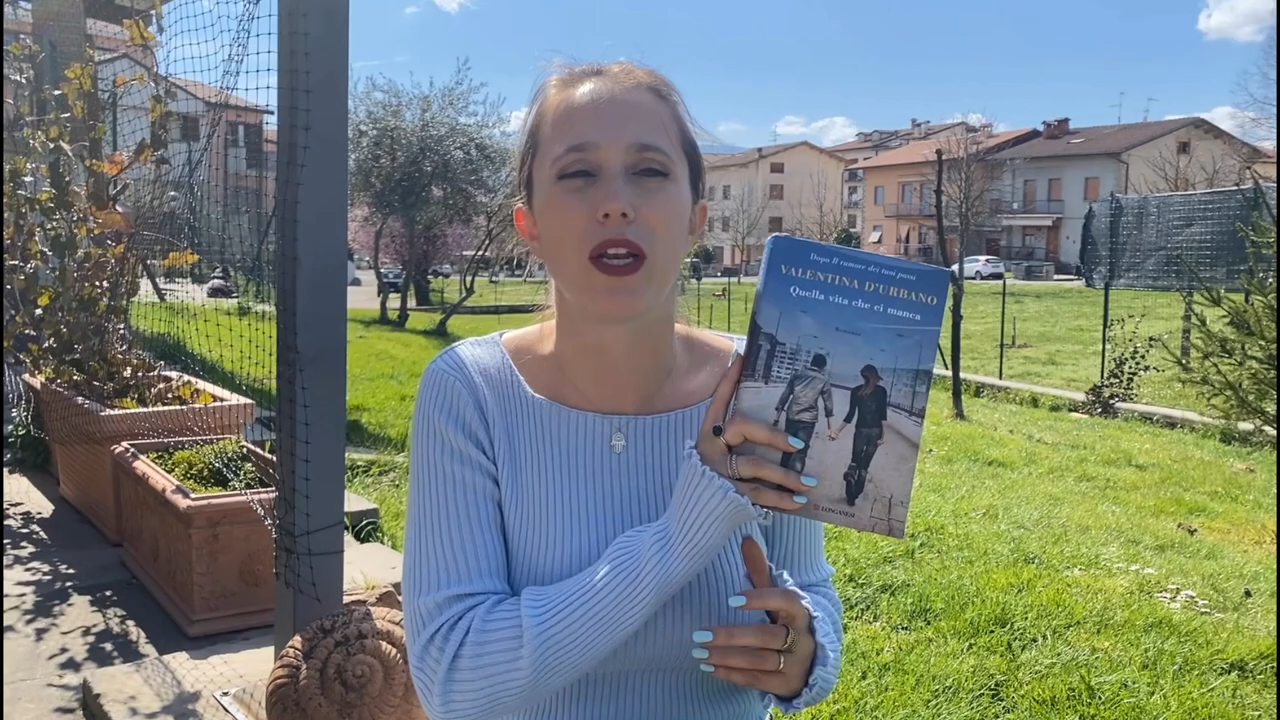 Dopo Il rumore dei tuoi passi
VALENTINA D'URBANO
Quella vita che ci manca
Romanzo
LONGANESI